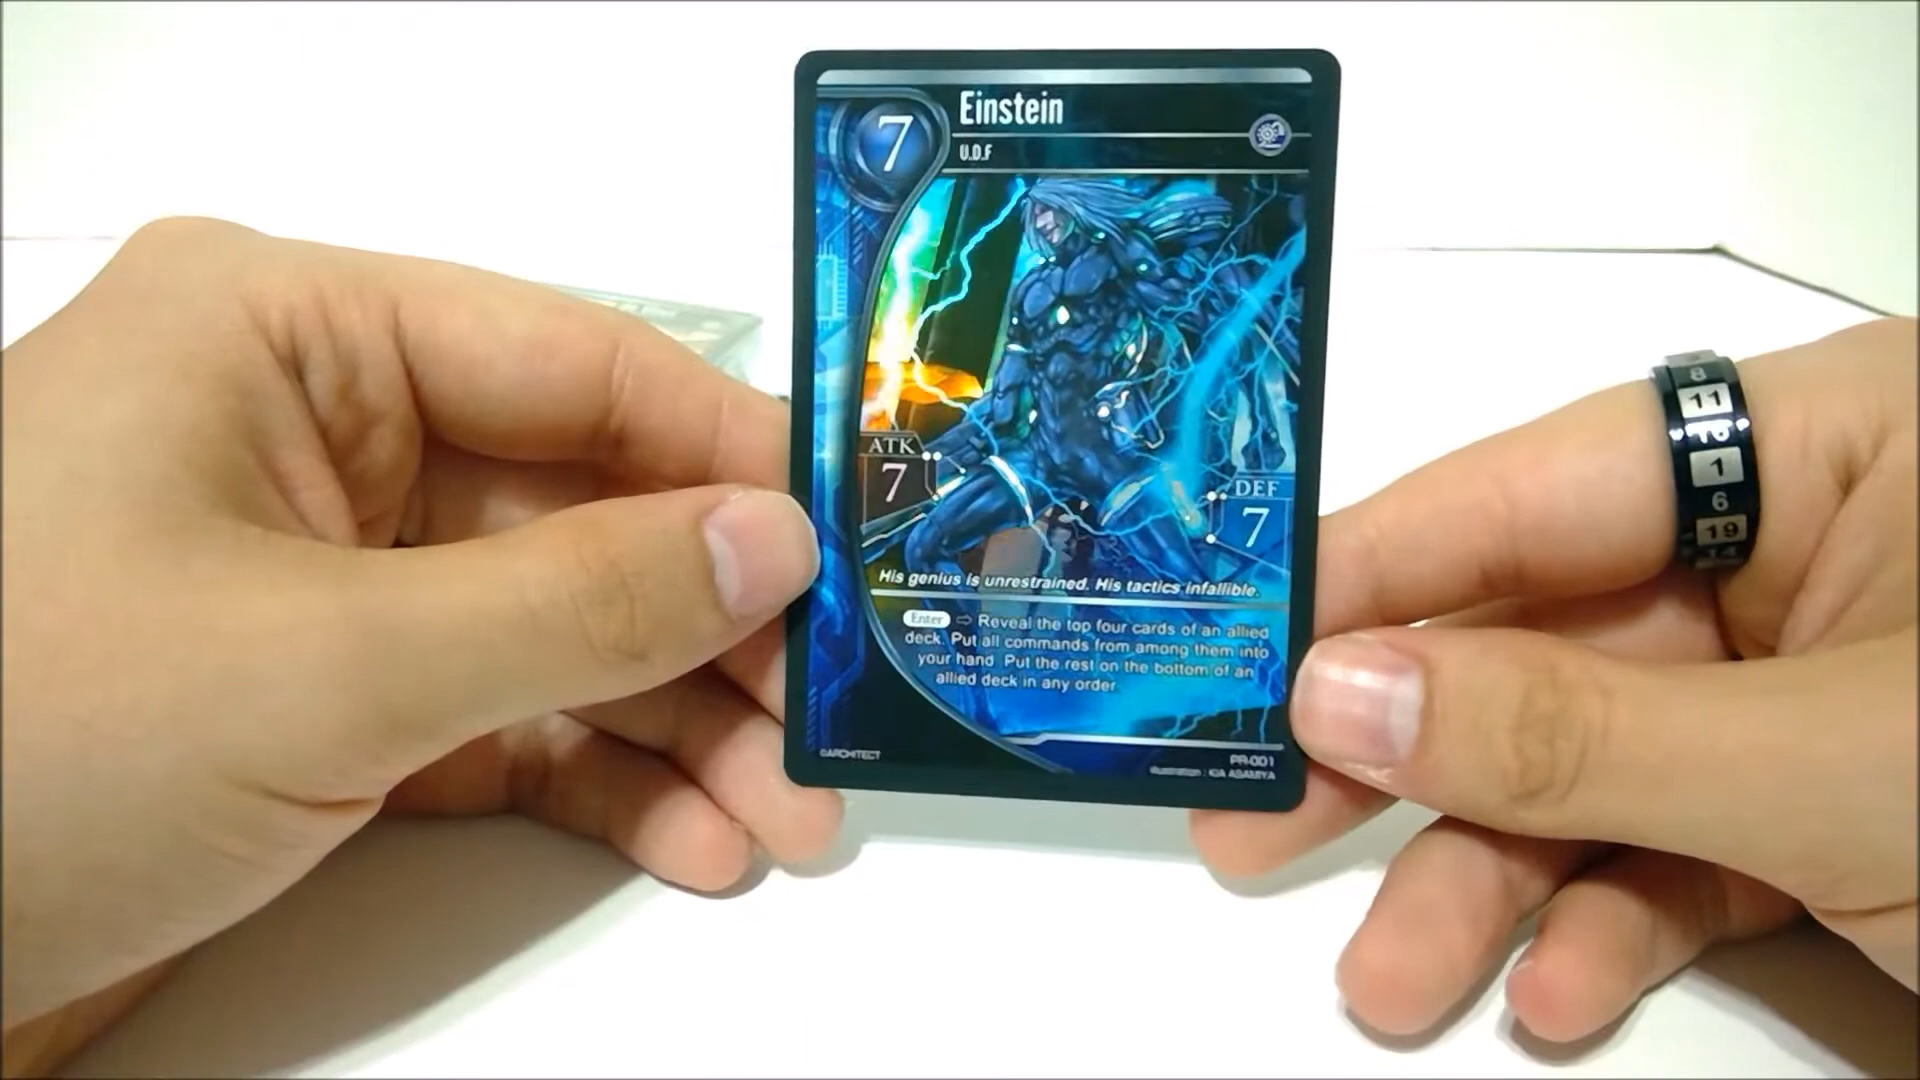 Einstein
7
U.D.F
ATK
7
DEF
7
His genius is unrestrained. His tactics infallible.
Enter ⇨ Reveal the top four cards of an allied
deck. Put all commands from among them into
your hand. Put the rest on the bottom of an
allied deck in any order.
©ARCHITECT
PR-001
Illustration : KIA ASAMIYA
8
11
16
1
6
19
14